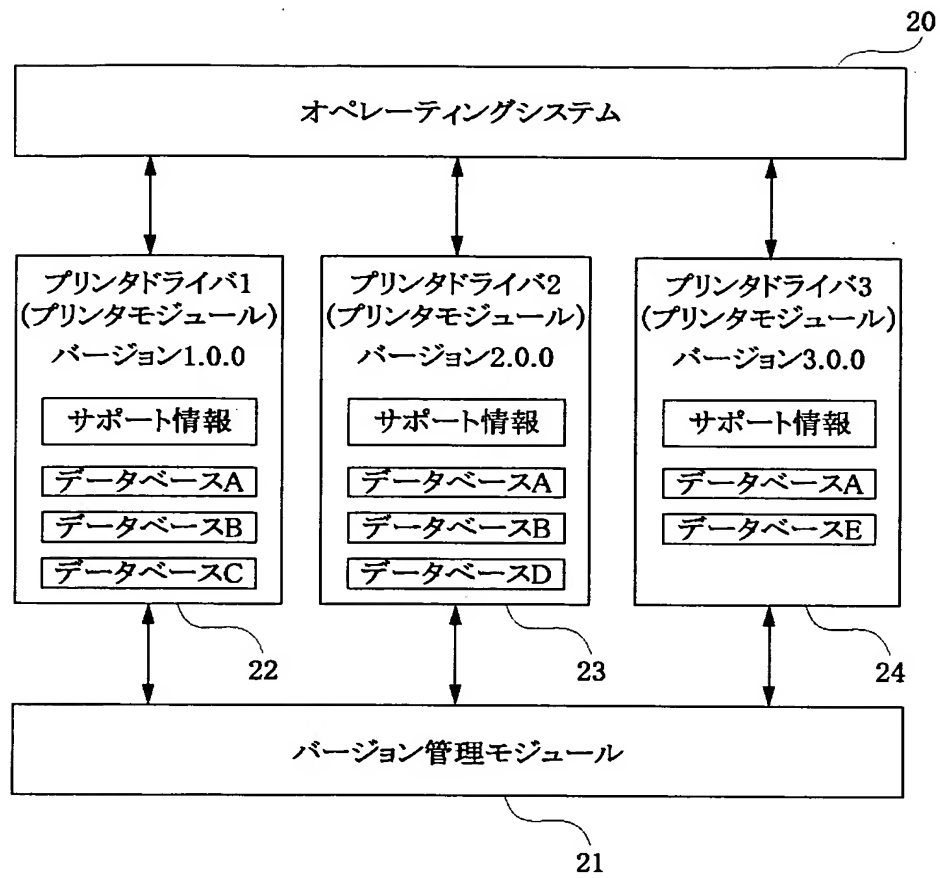 20
オペレーティングシステム
プリンタドライバ1
(プリンタモジュール)
バージョン1.0.0
サポート情報
データベースA
データベースB
データベースC
22
プリンタドライバ2
(プリンタモジュール)
バージョン2.0.0
サポート情報
データベースA
データベースB
データベースD
23
プリンタドライバ3
(プリンタモジュール)
バージョン3.0.0
サポート情報
データベースA
データベースE
24
バージョン管理モジュール
21